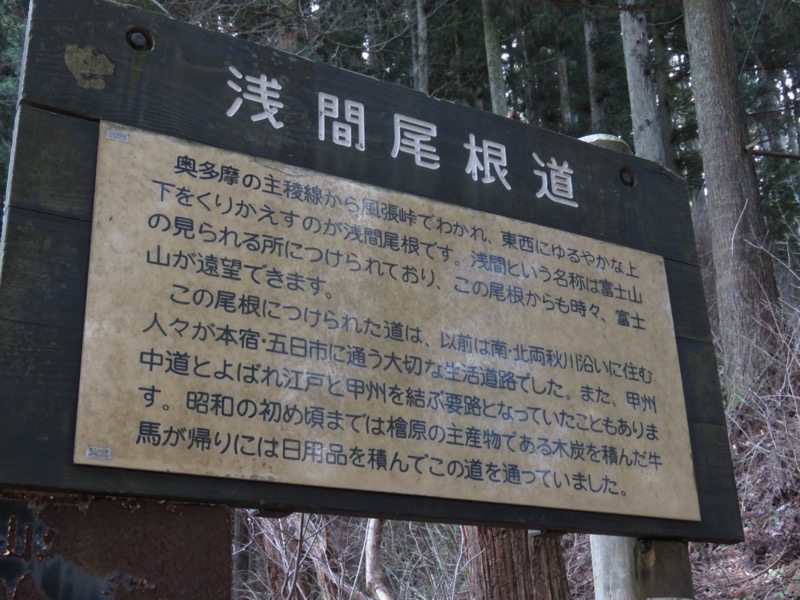 浅間尾根道
奥多摩の主稜線から風張峠でわかれ、東西にゆるやかな上
下をくりかえすのが浅間尾根です。浅間という名称は富士山
の見られる所につけられており、この尾根からも時々、富士
山が遠望できます。
この尾根につけられた道は、以前は南・北両秋川沿いに住む
人々が本宿・五日市に通う大切な生活道路でした。また、甲州
中道とよばれ江戸と甲州を結ぶ要路となっていたこともありま
す。昭和の初め頃までは檜原の主産物である木炭を積んだ牛
馬が帰りには日用品を積んでこの道を通っていました。